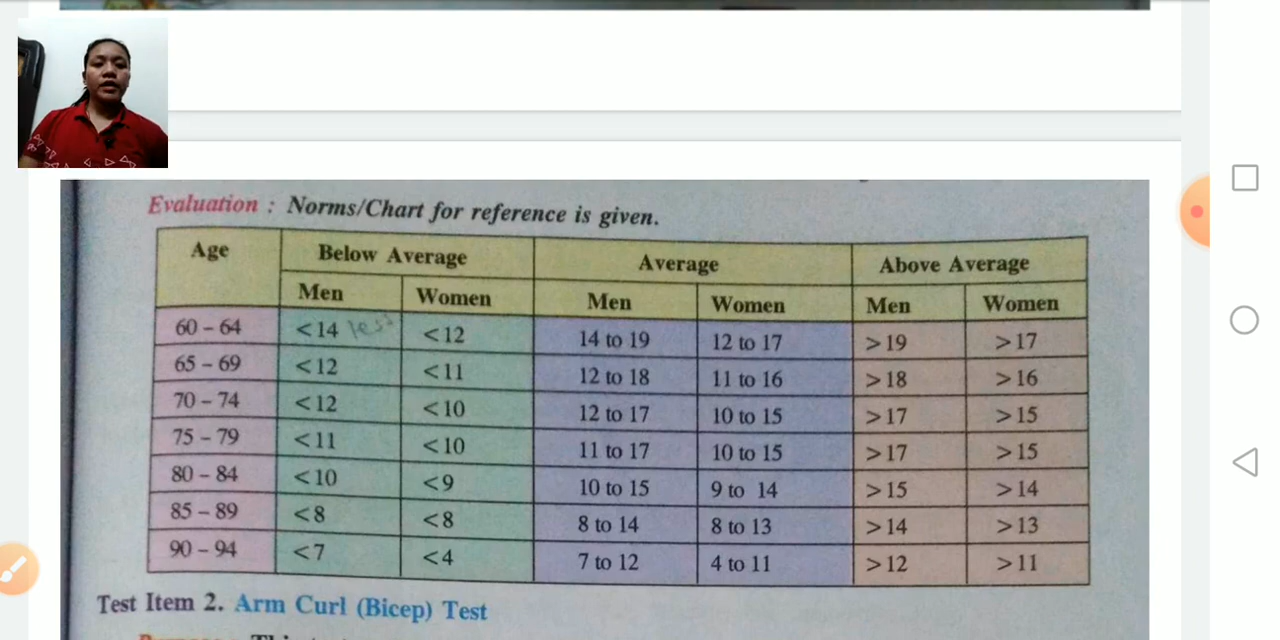 Evaluation : Norms/Chart for reference is given.
Age Below Average Average Above Average
Men Women Men Women Men Women
60 – 64 <14 less <12 14 to 19 12 to 17 >19 >17
65 – 69 <12 <11 12 to 18 11 to 16 >18 >16
70 – 74 <12 <10 12 to 17 10 to 15 >17 >15
75 – 79 <11 <10 11 to 17 10 to 15 >17 >15
80 – 84 <10 <9 10 to 15 9 to 14 >15 >14
85 – 89 <8 <8 8 to 14 8 to 13 >14 >13
90 – 94 <7 <4 7 to 12 4 to 11 >12 >11
Test Item 2. Arm Curl (Bicep) Test